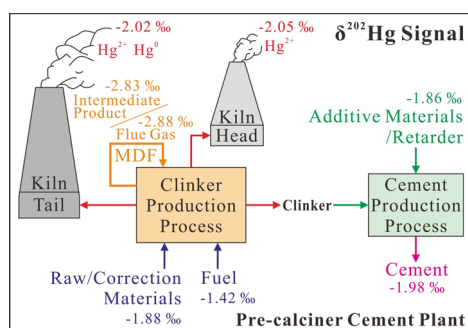 δ²⁰²Hg Signal
-2.02 ‰
Hg²⁺ Hg⁰
-2.05 ‰
Hg²⁺
-2.83 ‰
Intermediate
Product
-2.88 ‰
Flue Gas
MDF
Kiln
Head
Kiln
Tail
-1.86 ‰
Additive Materials
/Retarder
Clinker
Production
Process
Clinker
Cement
Production
Process
Raw/Correction
Materials
-1.88 ‰
Fuel
-1.42 ‰
Cement
-1.98 ‰
Pre-calciner Cement Plant